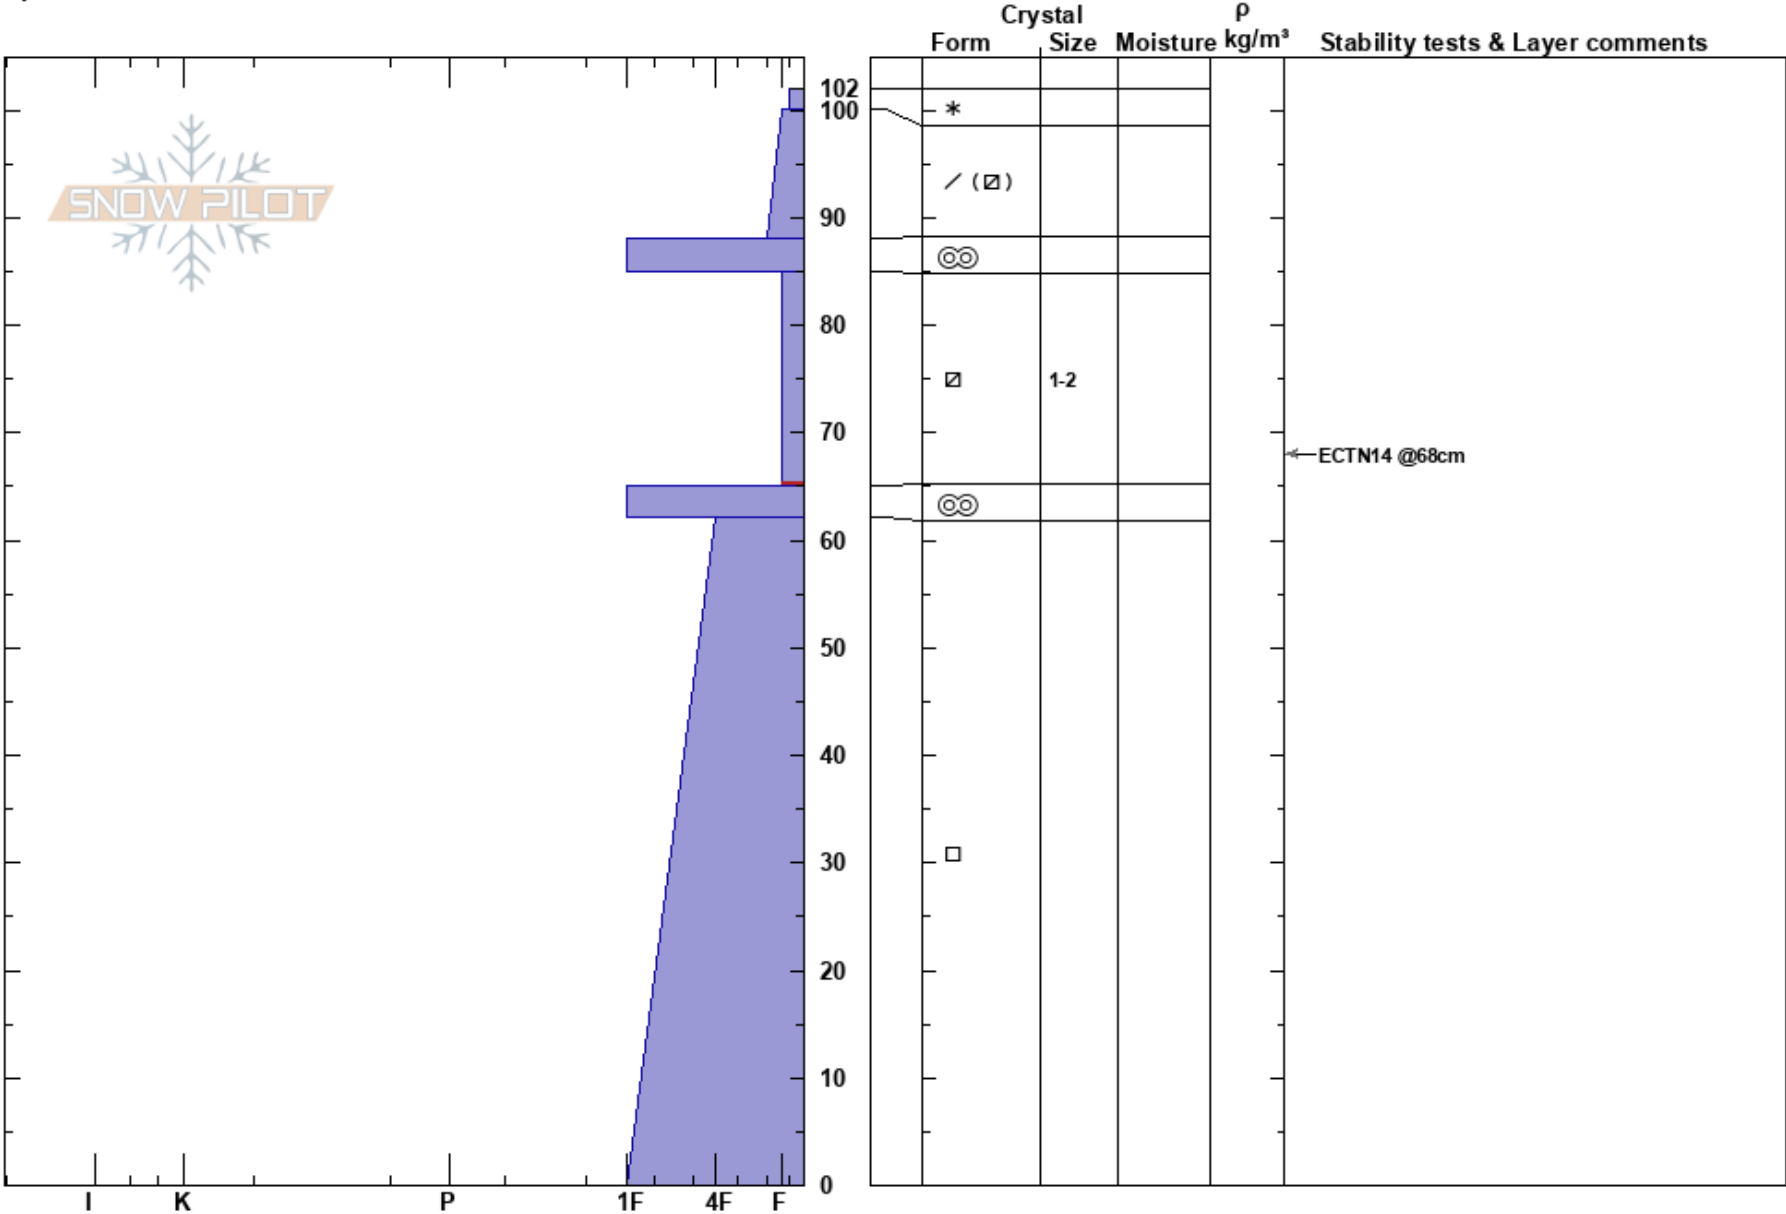 Crystal ρ
Form Size Moisture kg/m³ Stability tests & Layer comments
102
100
SNOW PILOT
90
80
1-2
70
ECTN14 @68cm
60
50
40
30
20
10
0
I K P 1F 4F F